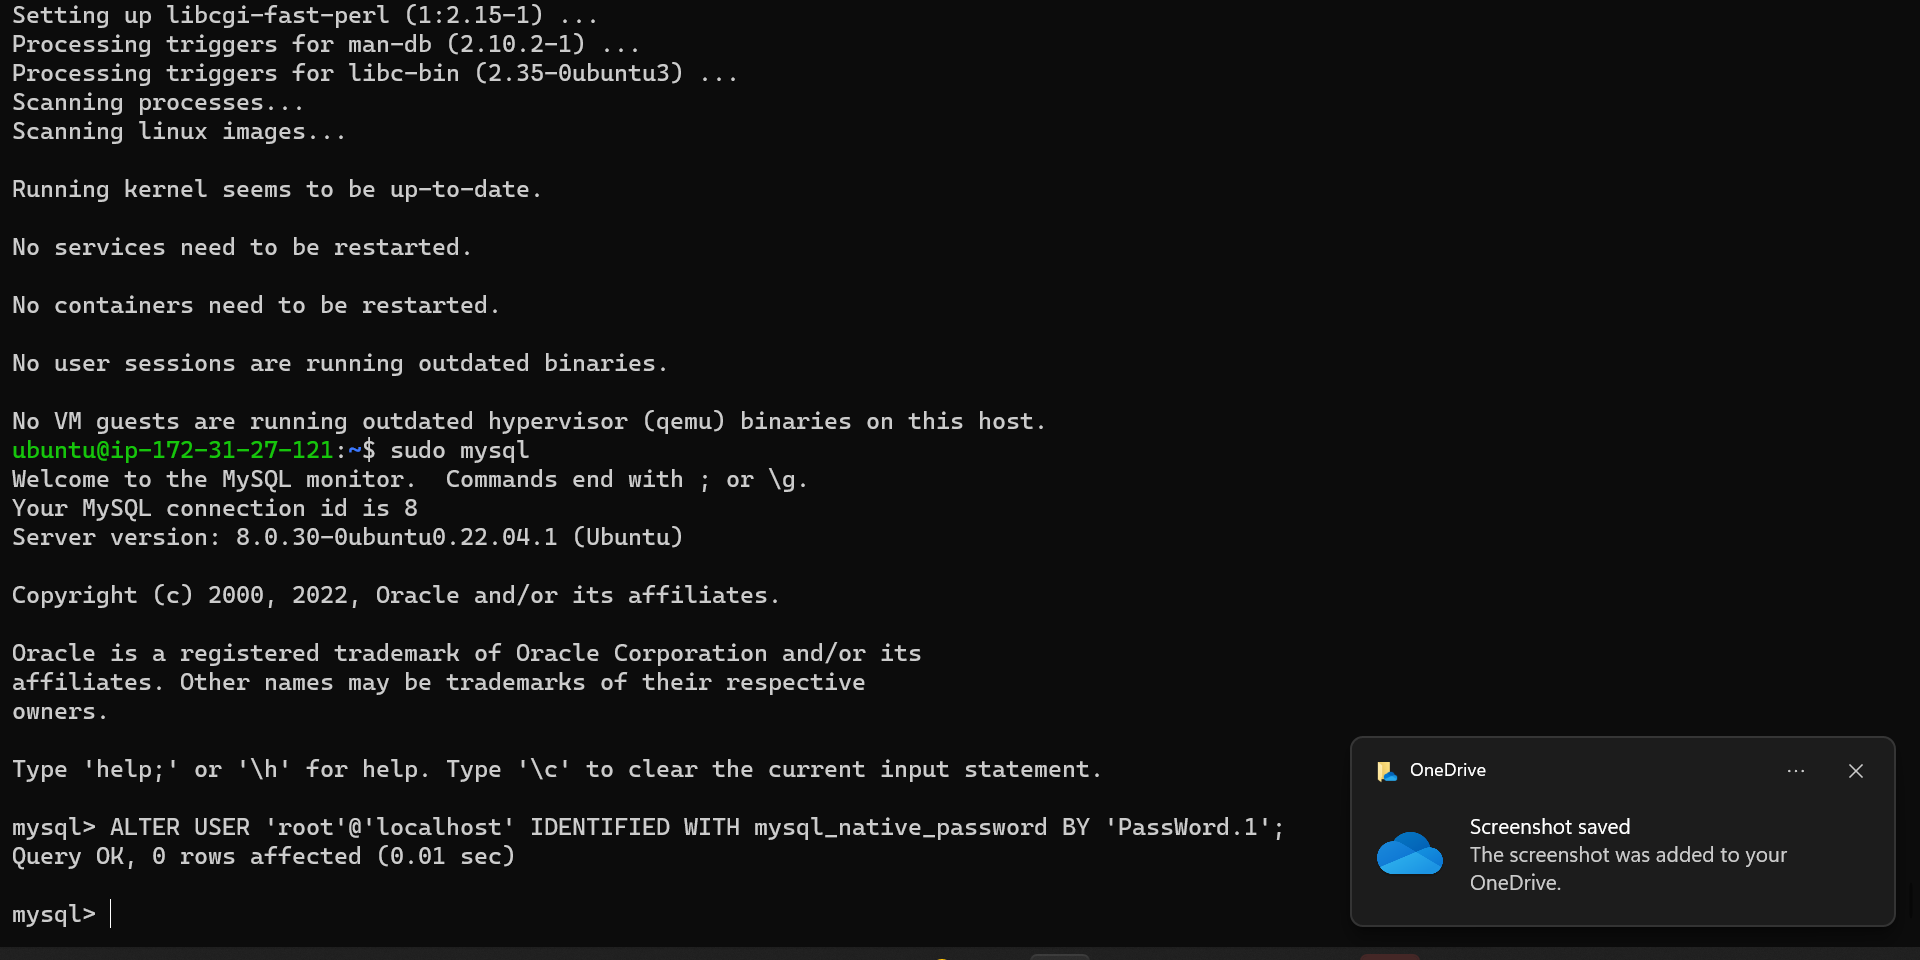 Setting up libcgi-fast-perl (1:2.15-1) ...
Processing triggers for man-db (2.10.2-1) ...
Processing triggers for libc-bin (2.35-0ubuntu3) ...
Scanning processes...
Scanning linux images...
Running kernel seems to be up-to-date.
No services need to be restarted.
No containers need to be restarted.
No user sessions are running outdated binaries.
No VM guests are running outdated hypervisor (qemu) binaries on this host.
ubuntu@ip-172-31-27-121:~$ sudo mysql
Welcome to the MySQL monitor.  Commands end with ; or \g.
Your MySQL connection id is 8
Server version: 8.0.30-0ubuntu0.22.04.1 (Ubuntu)
Copyright (c) 2000, 2022, Oracle and/or its affiliates.
Oracle is a registered trademark of Oracle Corporation and/or its
affiliates. Other names may be trademarks of their respective
owners.
Type 'help;' or '\h' for help. Type '\c' to clear the current input statement.
mysql> ALTER USER 'root'@'localhost' IDENTIFIED WITH mysql_native_password BY 'PassWord.1';
Query OK, 0 rows affected (0.01 sec)
mysql>
OneDrive
Screenshot saved
The screenshot was added to your
OneDrive.